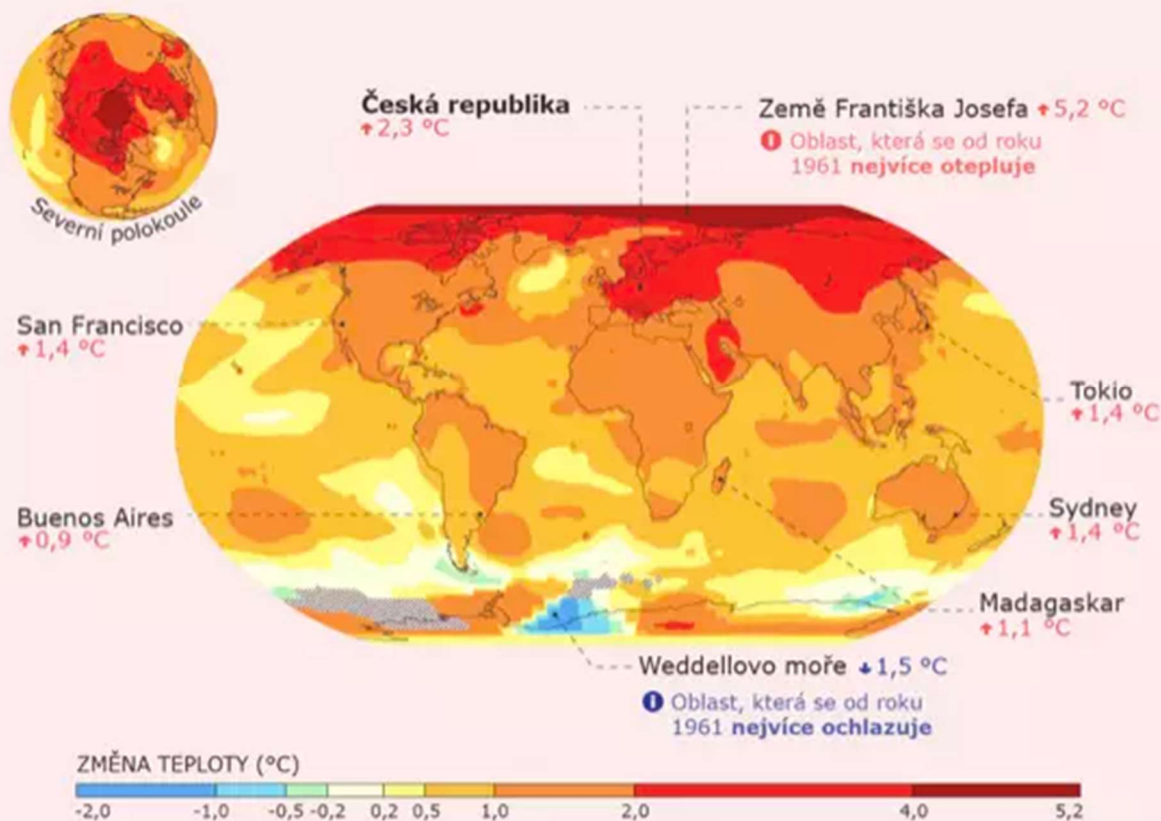 Severní polokoule
Česká republika
↑2,3 °C
Země Františka Josefa ↑5,2 °C
Oblast, která se od roku
1961 nejvíce otepluje
San Francisco
↑1,4 °C
Tokio
↑1,4 °C
Buenos Aires
↑0,9 °C
Sydney
↑1,4 °C
Madagaskar
↑1,1 °C
Weddellovo moře ↓1,5 °C
Oblast, která se od roku
1961 nejvíce ochlazuje
ZMĚNA TEPLOTY (°C)
-2,0 -1,0 -0,5 -0,2 0,2 0,5 1,0 2,0 4,0 5,2